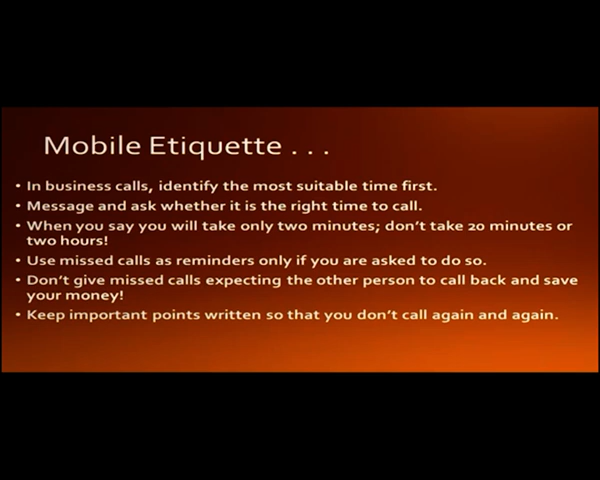 Mobile Etiquette . . .
• In business calls, identify the most suitable time first.
• Message and ask whether it is the right time to call.
• When you say you will take only two minutes; don't take 20 minutes or
two hours!
• Use missed calls as reminders only if you are asked to do so.
• Don't give missed calls expecting the other person to call back and save
your money!
• Keep important points written so that you don't call again and again.